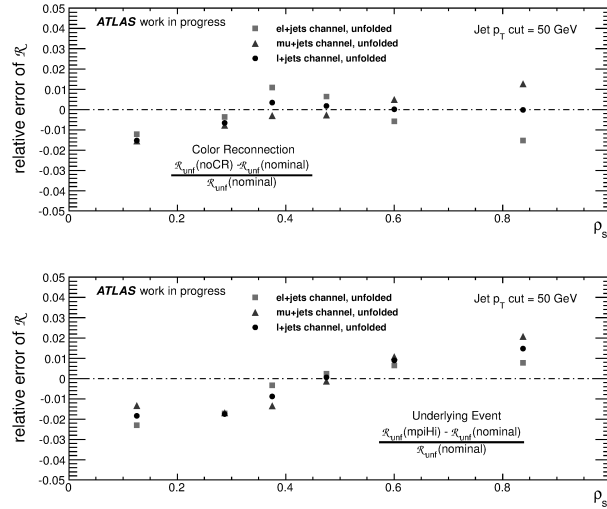 0.05
0.04
0.03
0.02
0.01
0
-0.01
-0.02
-0.03
-0.04
-0.05
relative error of ℛ
ATLAS work in progress
el+jets channel, unfolded
mu+jets channel, unfolded
l+jets channel, unfolded
Jet pT cut = 50 GeV
Color Reconnection
ℛunf(noCR) -ℛunf(nominal)
ℛunf(nominal)
0 0.2 0.4 0.6 0.8
ρs
0.05
0.04
0.03
0.02
0.01
0
-0.01
-0.02
-0.03
-0.04
-0.05
relative error of ℛ
ATLAS work in progress
el+jets channel, unfolded
mu+jets channel, unfolded
l+jets channel, unfolded
Jet pT cut = 50 GeV
Underlying Event
ℛunf(mpiHi) - ℛunf(nominal)
ℛunf(nominal)
0 0.2 0.4 0.6 0.8
ρs